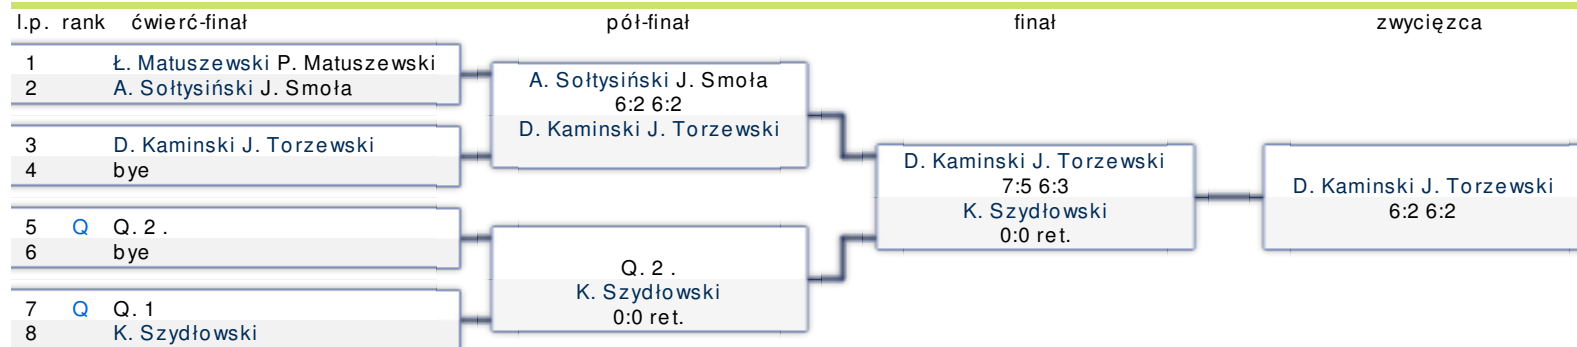 l.p. rank ćwierć-finał pół-finał finał zwycięzca
1 Ł. Matuszewski P. Matuszewski
2 A. Sołtysiński J. Smoła
3 D. Kaminski J. Torzewski
4 bye
5 Q Q. 2 .
6 bye
7 Q Q. 1
8 K. Szydłowski
A. Sołtysiński J. Smoła
6:2 6:2
D. Kaminski J. Torzewski
Q. 2 .
K. Szydłowski
0:0 ret.
D. Kaminski J. Torzewski
7:5 6:3
K. Szydłowski
0:0 ret.
D. Kaminski J. Torzewski
6:2 6:2